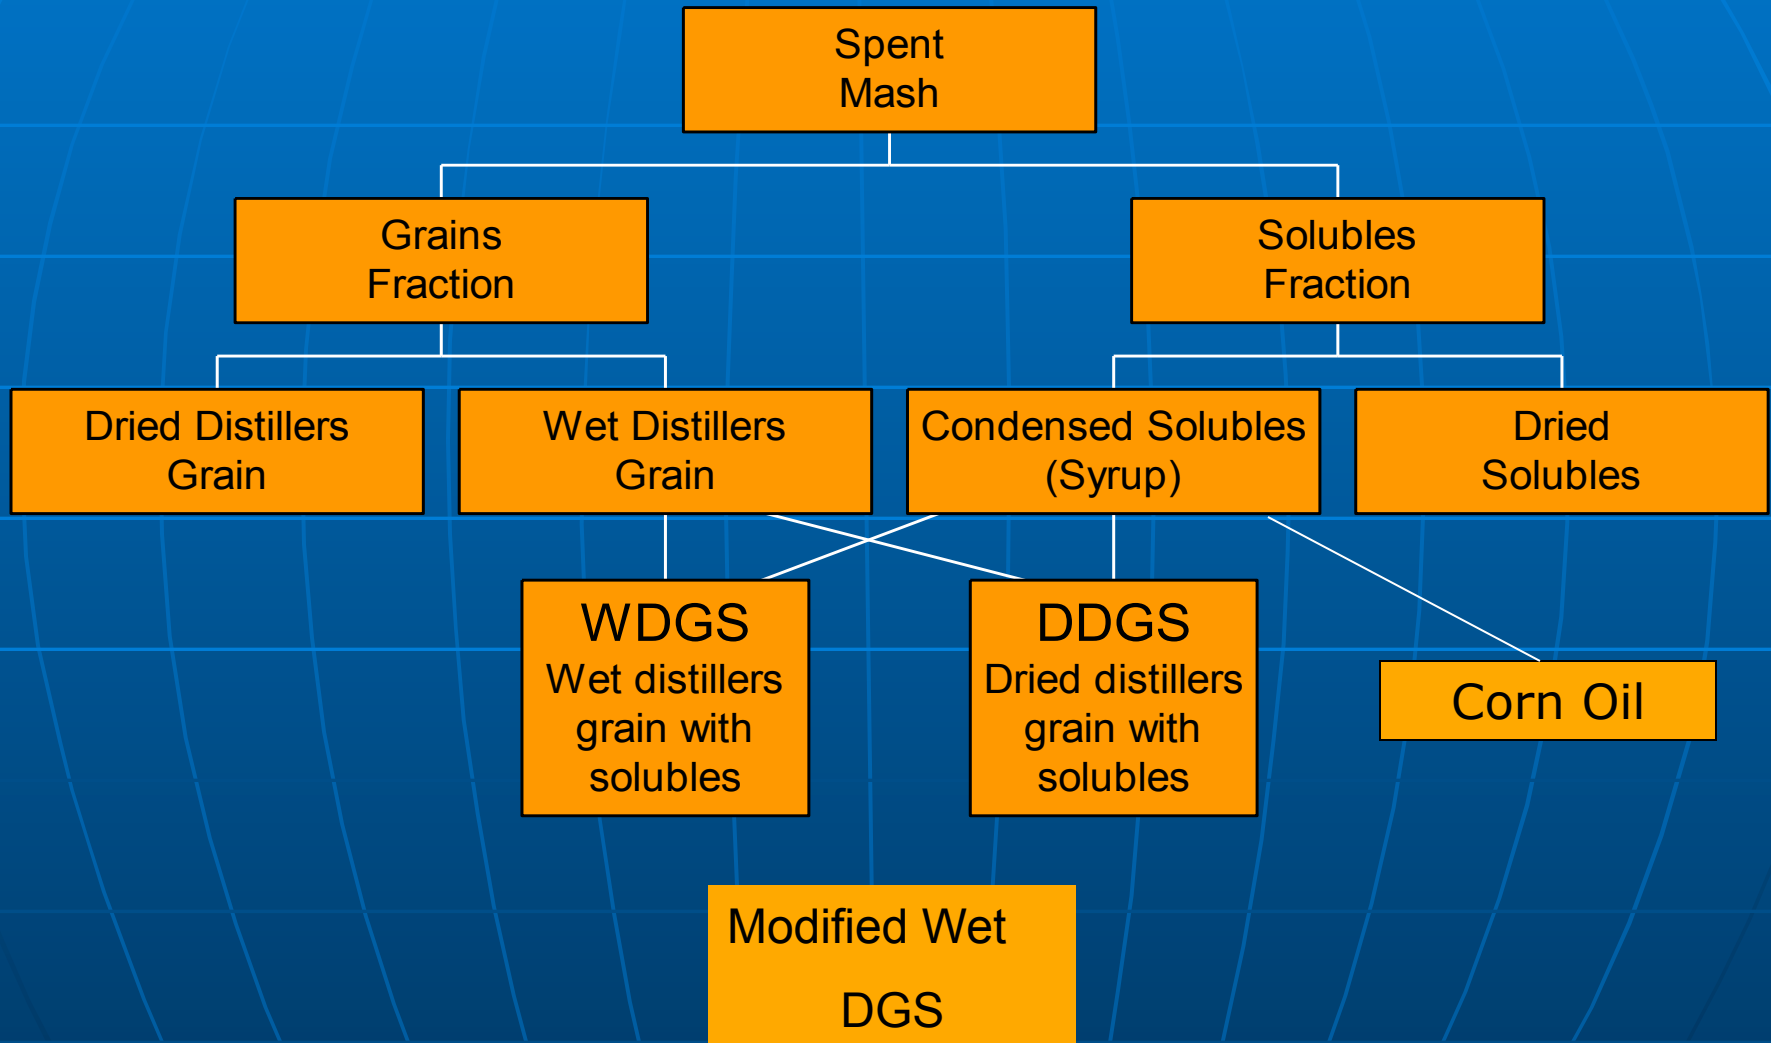 Spent
Mash
Grains
Fraction
Solubles
Fraction
Dried Distillers
Grain
Wet Distillers
Grain
Condensed Solubles
(Syrup)
Dried
Solubles
WDGS
Wet distillers
grain with
solubles
DDGS
Dried distillers
grain with
solubles
Corn Oil
Modified Wet
DGS